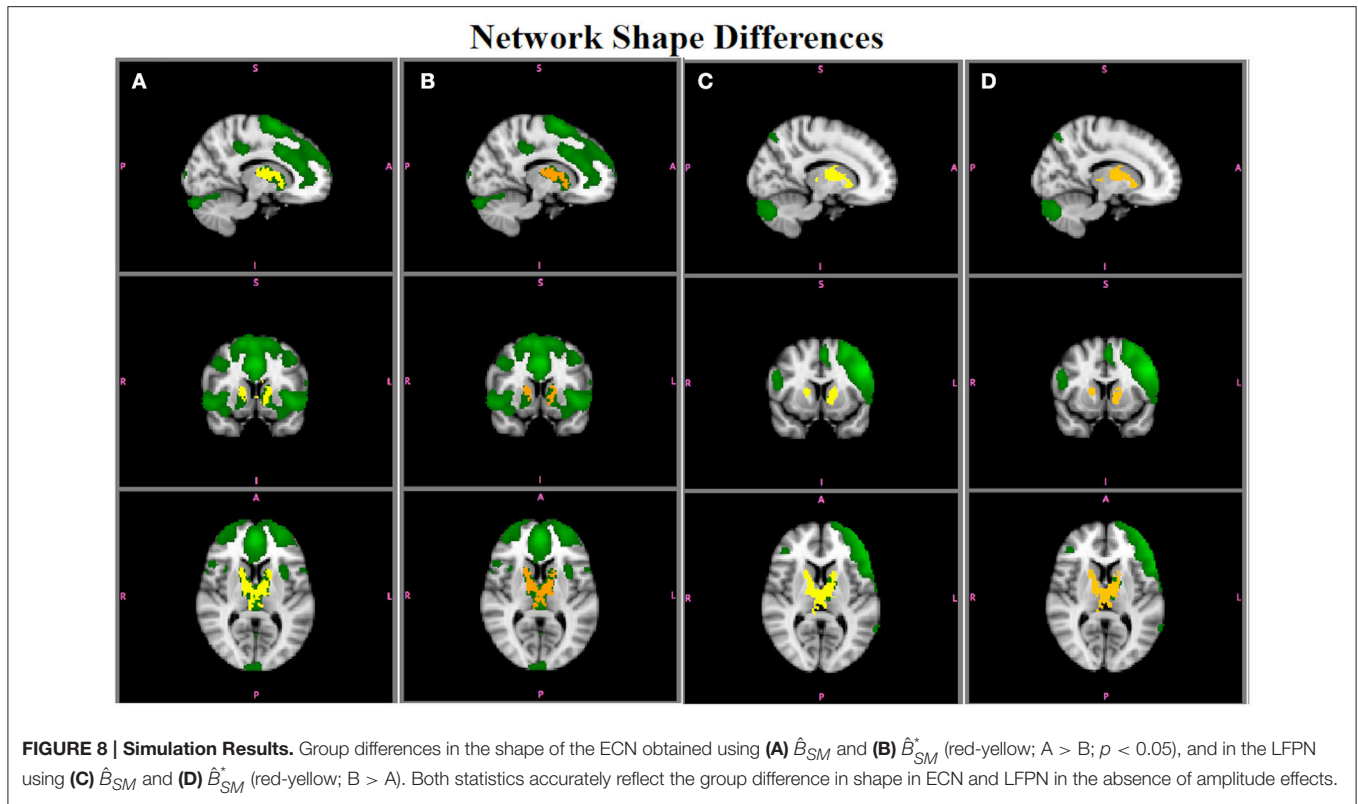 Network Shape Differences
A B C D
S S S S
P A P A P A P A
I I I I
S S S S
R L R L R L R L
I I I I
A A A A
R L R L R L R L
P P P P
FIGURE 8 | Simulation Results. Group differences in the shape of the ECN obtained using (A) B̂SM and (B) B̂*SM (red-yellow; A > B; p < 0.05), and in the LFPN
using (C) B̂SM and (D) B̂*SM (red-yellow; B > A). Both statistics accurately reflect the group difference in shape in ECN and LFPN in the absence of amplitude effects.